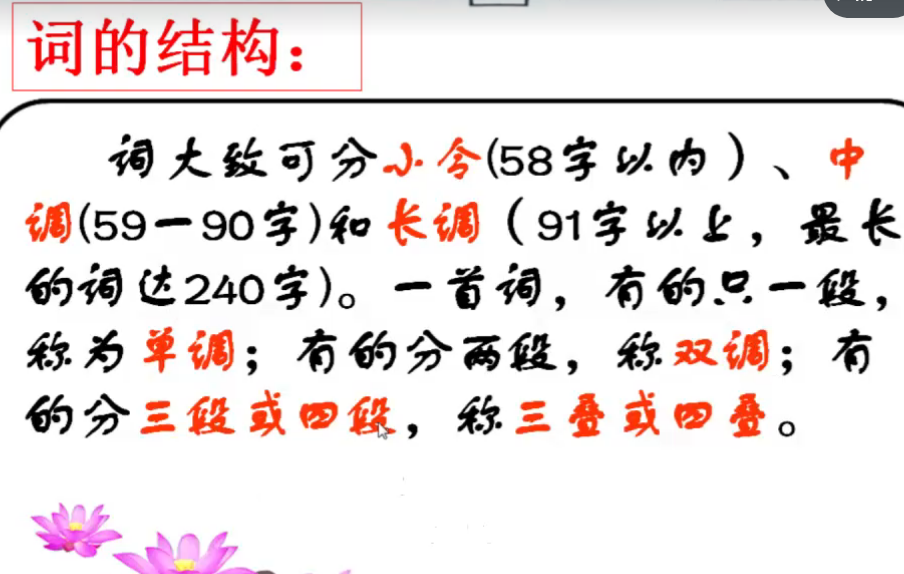 词的结构：
词大致可分小令(58字以内)、中
调(59一90字)和长调（91字以上，最长
的词达240字)。一首词，有的只一段，
称为单调；有的分两段，称双调；有
的分三段或四段，称三叠或四叠。